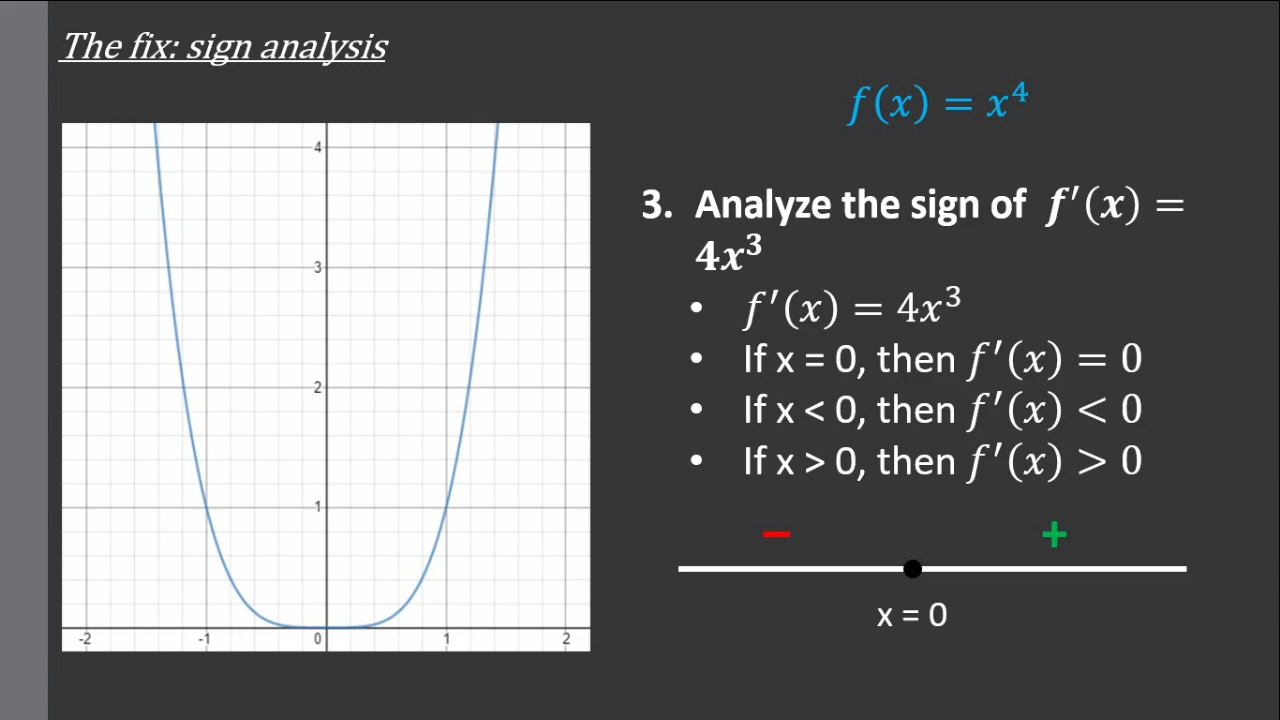 The fix: sign analysis
f(x) = x⁴
4
3
2
1
-2 -1 0 1 2
3. Analyze the sign of f′(x) =
4x³
• f′(x) = 4x³
• If x = 0, then f′(x) = 0
• If x < 0, then f′(x) < 0
• If x > 0, then f′(x) > 0
− +
x = 0